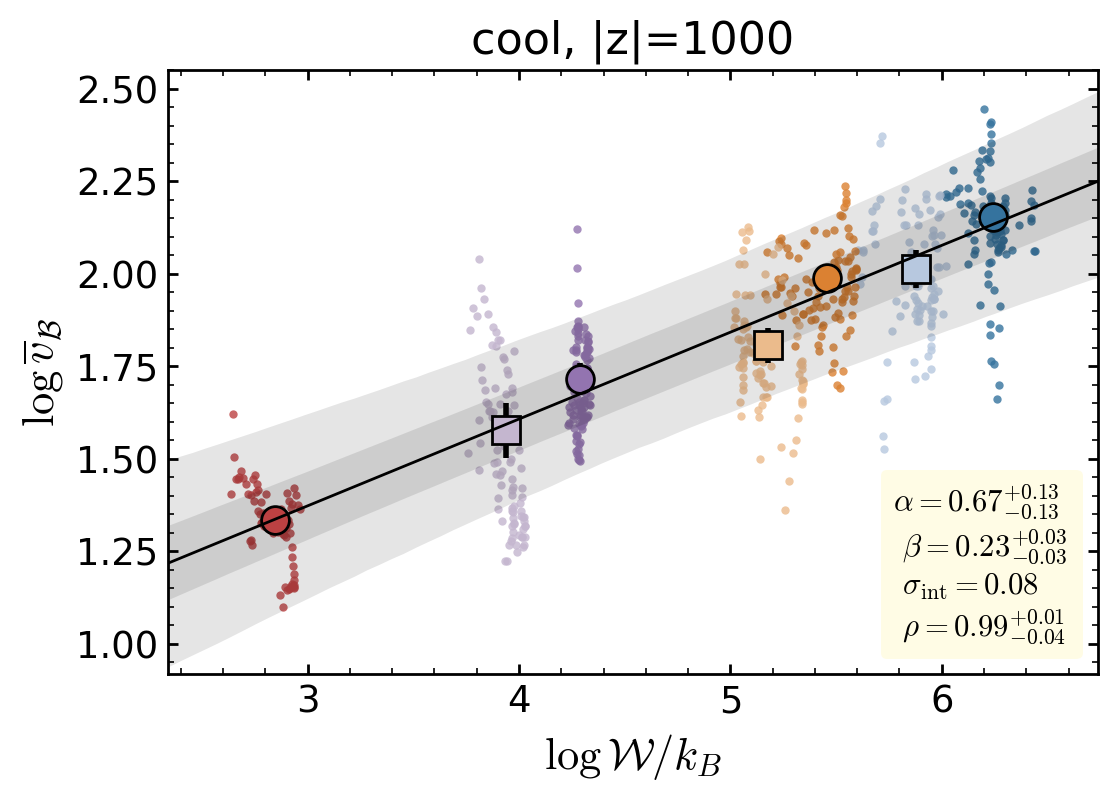 cool, |z|=1000
2.50
2.25
2.00
1.75
1.50
1.25
1.00
log v̅_ℬ
α = 0.67^{+0.13}_{-0.13}
β = 0.23^{+0.03}_{-0.03}
σ_int = 0.08
ρ = 0.99^{+0.01}_{-0.04}
3 4 5 6
log 𝒲/k_B